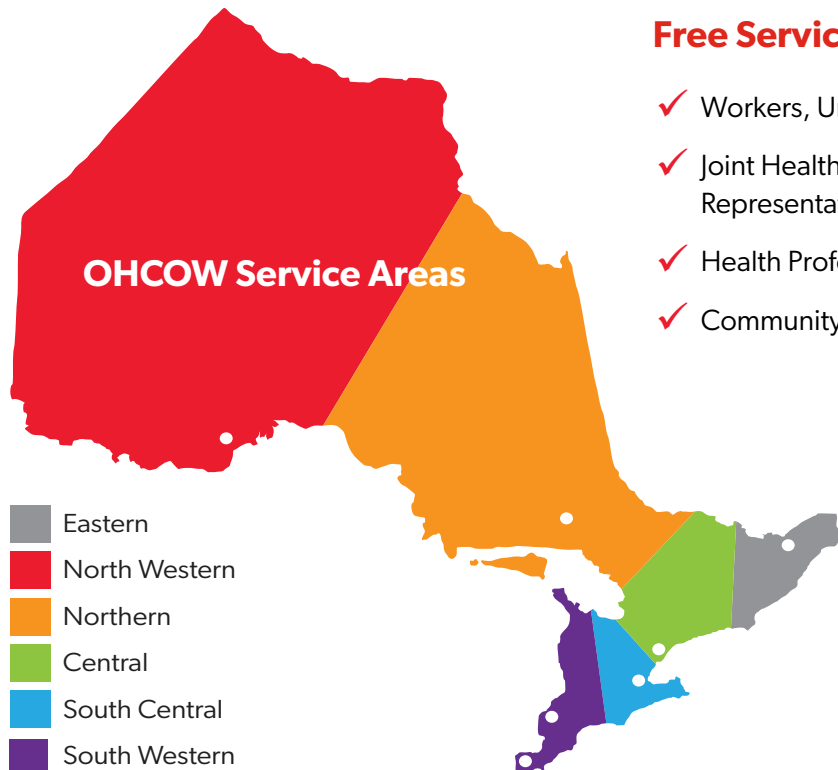 Free Servic
Workers, U
Joint Health
Representa
Health Profe
Community
OHCOW Service Areas
Eastern
North Western
Northern
Central
South Central
South Western